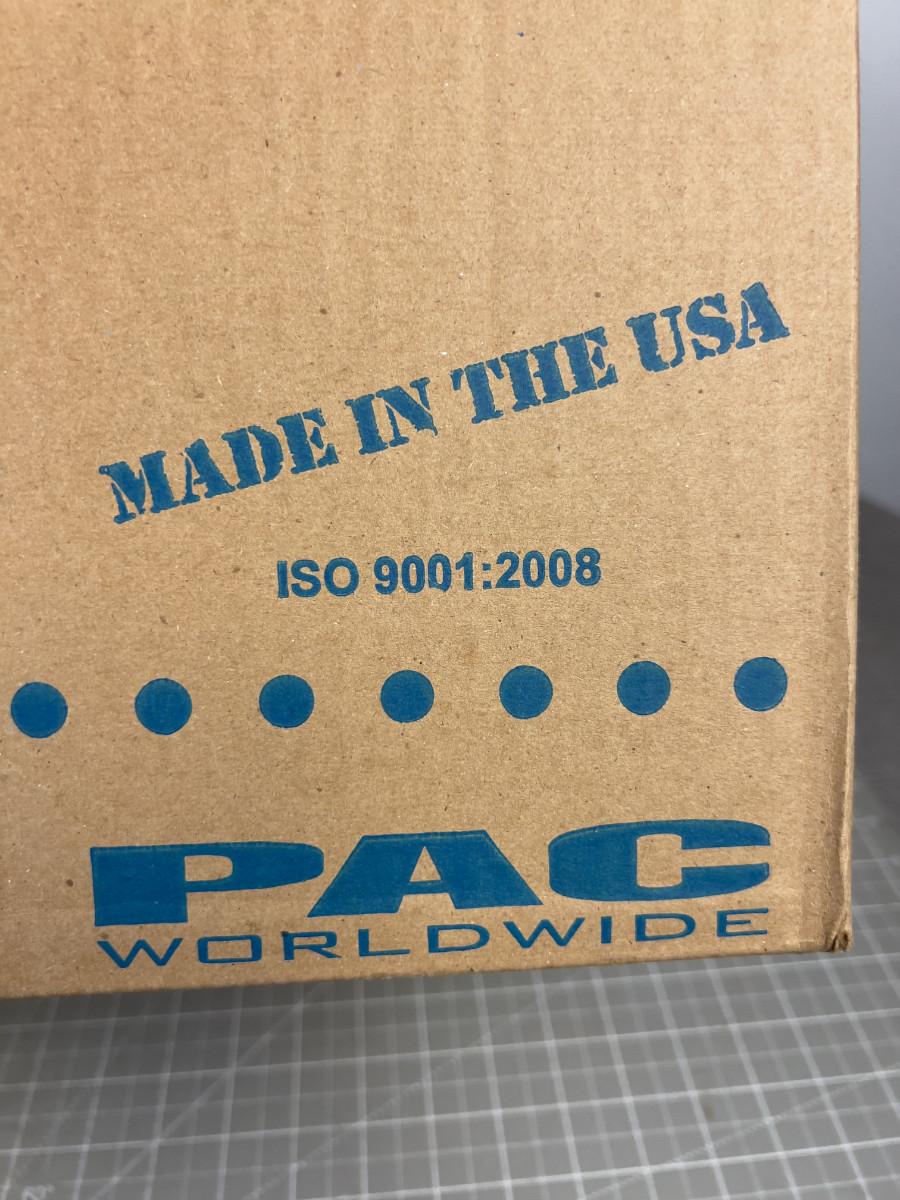 MADE IN THE USA
ISO 9001:2008
PAC
WORLDWIDE